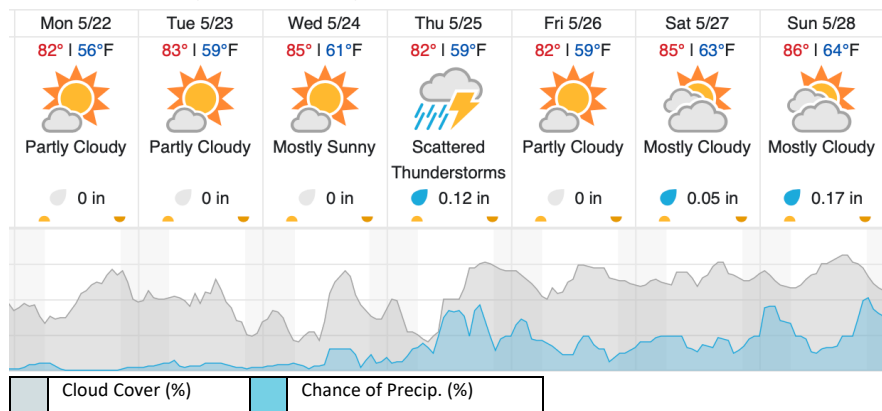 Mon 5/22 Tue 5/23 Wed 5/24 Thu 5/25 Fri 5/26 Sat 5/27 Sun 5/28
82° | 56°F 83° | 59°F 85° | 61°F 82° | 59°F 82° | 59°F 85° | 63°F 86° | 64°F
Partly Cloudy Partly Cloudy Mostly Sunny Scattered Partly Cloudy Mostly Cloudy Mostly Cloudy
Thunderstorms
0 in 0 in 0 in 0.12 in 0 in 0.05 in 0.17 in
Cloud Cover (%) Chance of Precip. (%)